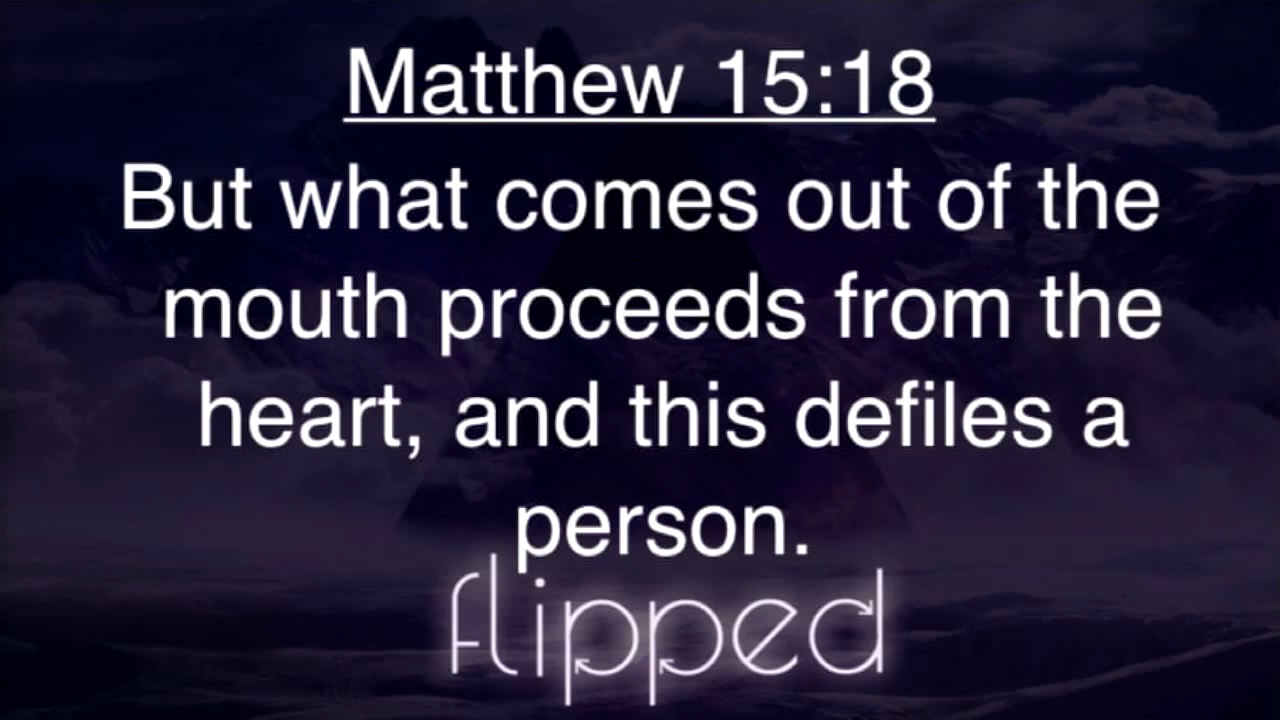 Matthew 15:18
But what comes out of the
mouth proceeds from the
heart, and this defiles a
person.
flipped